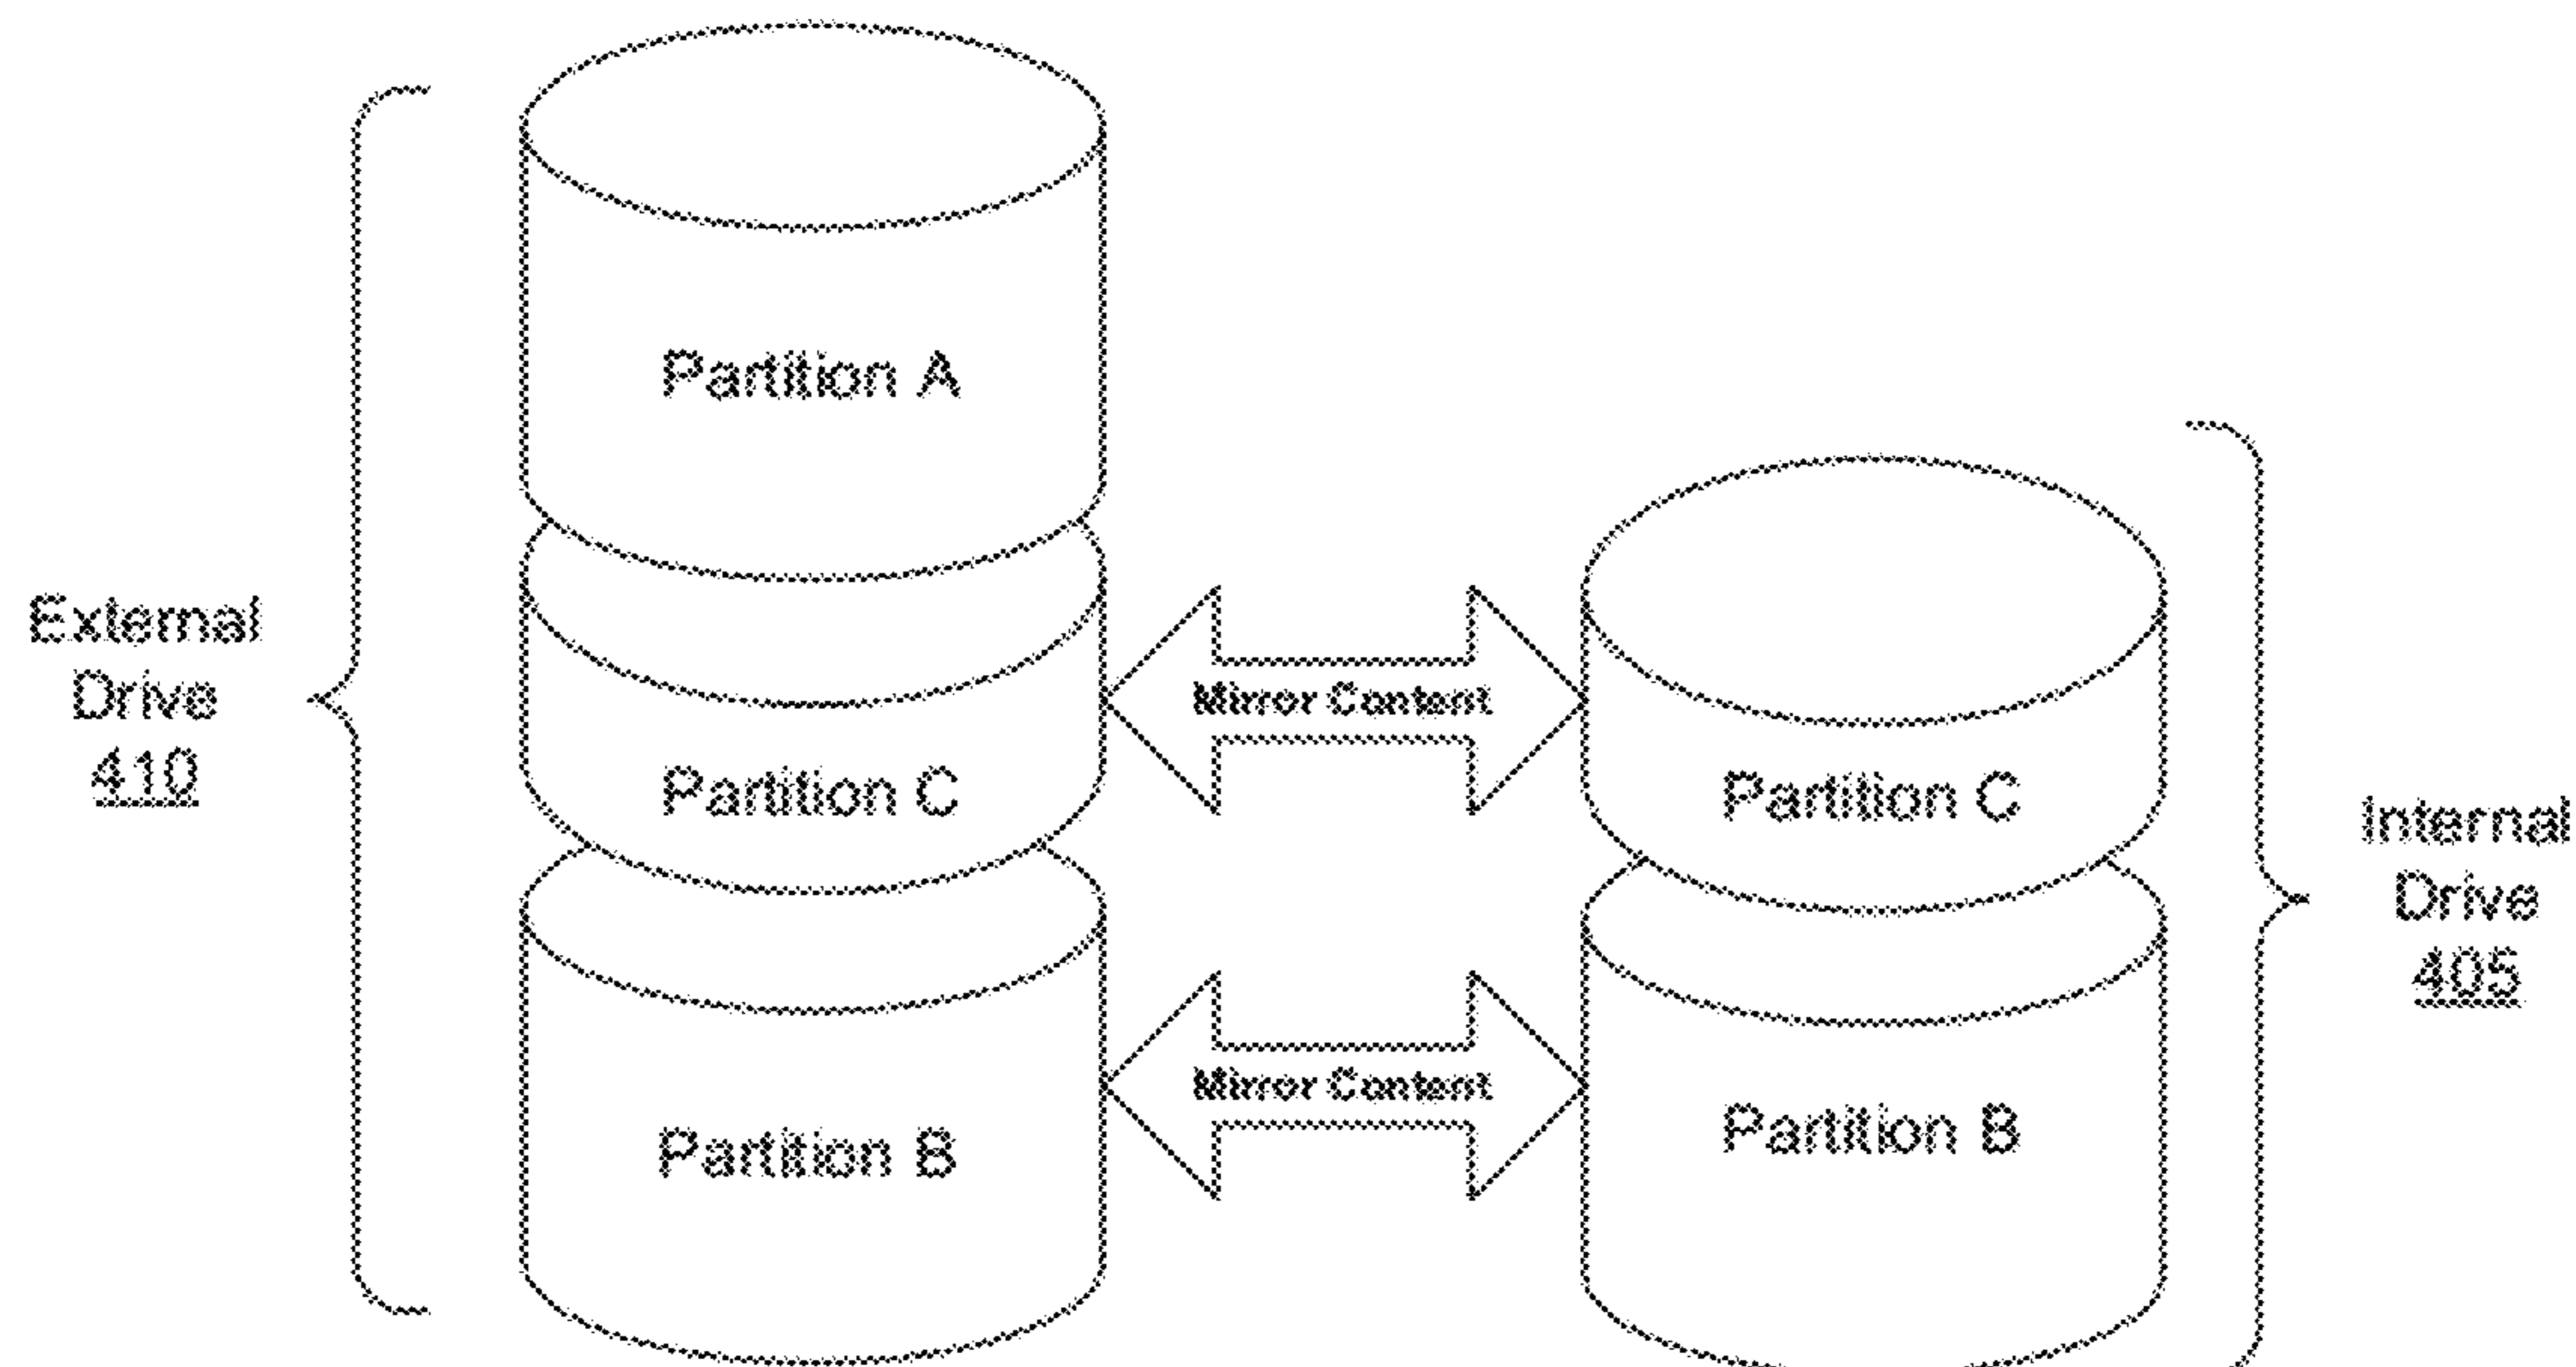 Partition A
External
Drive
410
Mirror Content
Partition C
Partition C
Internal
Drive
405
Mirror Content
Partition B
Partition B